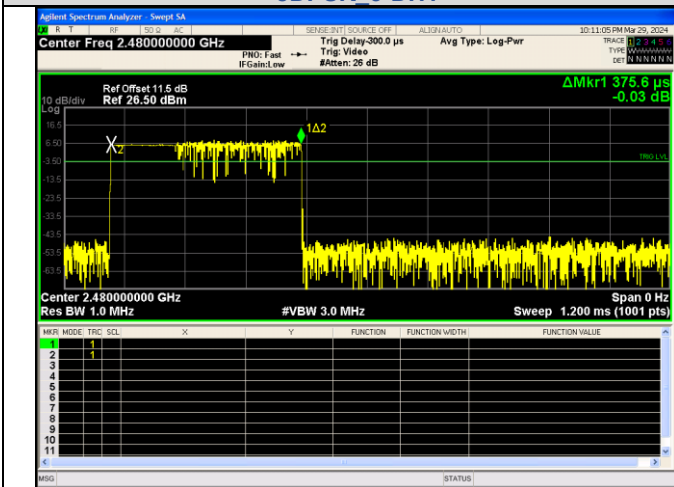 Agilent Spectrum Analyzer - Swept SA
R T RF 50 Ω AC SENSE:INT SOURCE OFF ALIGNAUTO 10:11:05 PM Mar 29, 2024
Center Freq 2.480000000 GHz
PNO: Fast
IFGain:Low
Trig Delay-300.0 µs
Trig: Video
#Atten: 26 dB
Avg Type: Log-Pwr
TRACE 1 2 3 4 5 6
TYPE
DET N N N N N N
ΔMkr1 375.6 µs
-0.03 dB
Ref Offset 11.5 dB
10 dB/div Ref 26.50 dBm
Log
16.5
6.50
-3.50
-13.5
-23.5
-33.5
-43.5
-53.5
-63.5
X2
1Δ2
TRIG LVL
Center 2.480000000 GHz Span 0 Hz
Res BW 1.0 MHz #VBW 3.0 MHz Sweep 1.200 ms (1001 pts)
MKR MODE TRC SCL X Y FUNCTION FUNCTION WIDTH FUNCTION VALUE
1 1
2 1
3
4
5
6
7
8
9
10
11
MSG STATUS